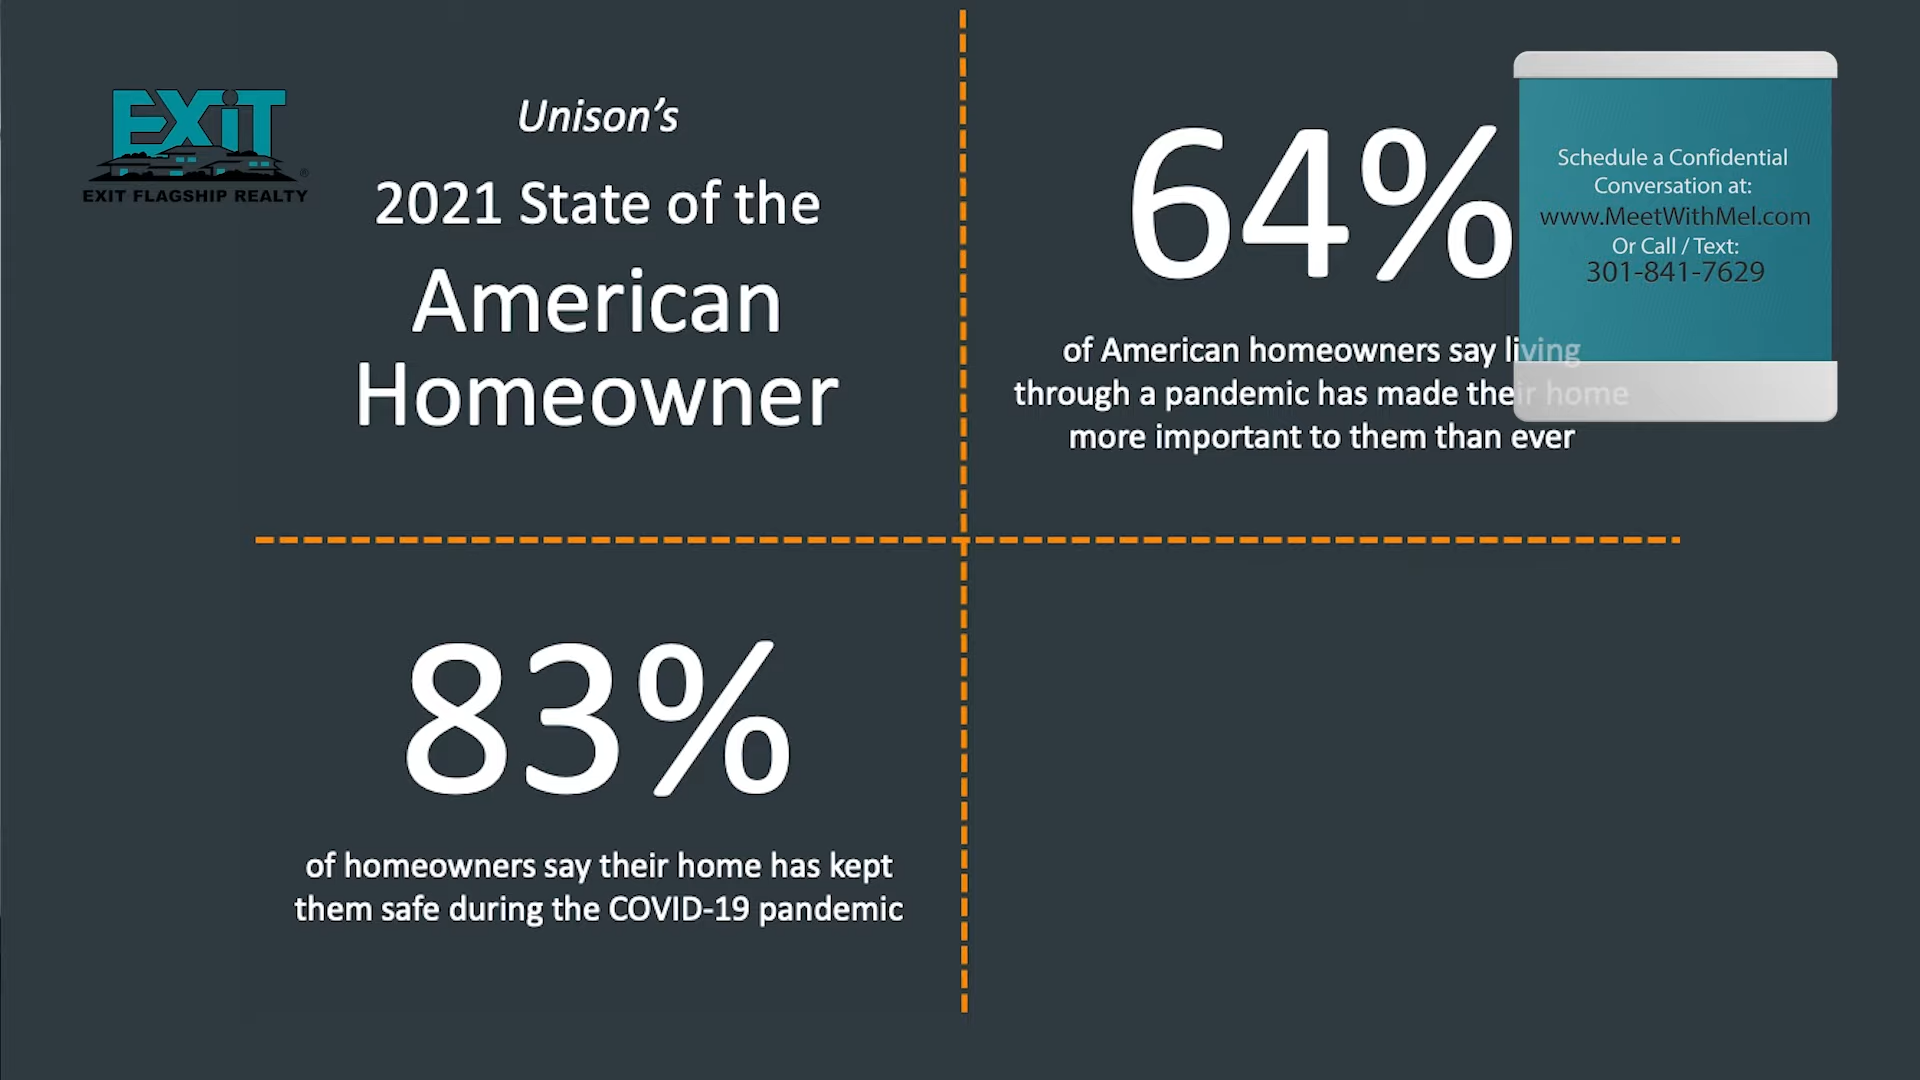 EXiT
EXIT FLAGSHIP REALTY
®
Unison's
2021 State of the
American
Homeowner
64%
of American homeowners say living
through a pandemic has made their home
more important to them than ever
Schedule a Confidential
Conversation at:
www.MeetWithMel.com
Or Call / Text:
301-841-7629
83%
of homeowners say their home has kept
them safe during the COVID-19 pandemic